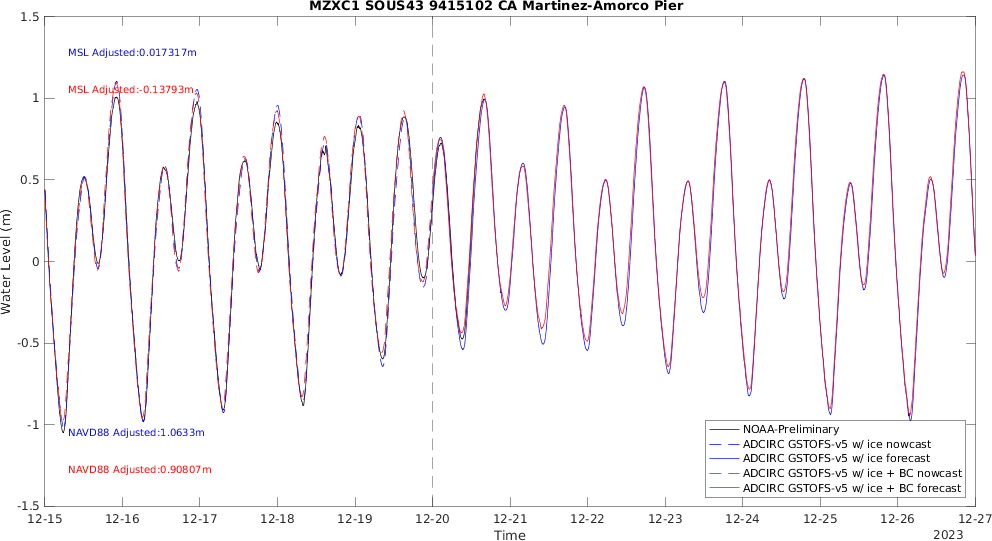 MZXC1 SOUS43 9415102 CA Martinez-Amorco Pier
1.5
1
0.5
0
-0.5
-1
-1.5
Water Level (m)
MSL Adjusted:0.017317m
MSL Adjusted:-0.13793m
NAVD88 Adjusted:1.0633m
NAVD88 Adjusted:0.90807m
NOAA-Preliminary
ADCIRC GSTOFS-v5 w/ ice nowcast
ADCIRC GSTOFS-v5 w/ ice forecast
ADCIRC GSTOFS-v5 w/ ice + BC nowcast
ADCIRC GSTOFS-v5 w/ ice + BC forecast
12-15 12-16 12-17 12-18 12-19 12-20 12-21 12-22 12-23 12-24 12-25 12-26 12-27
Time
2023